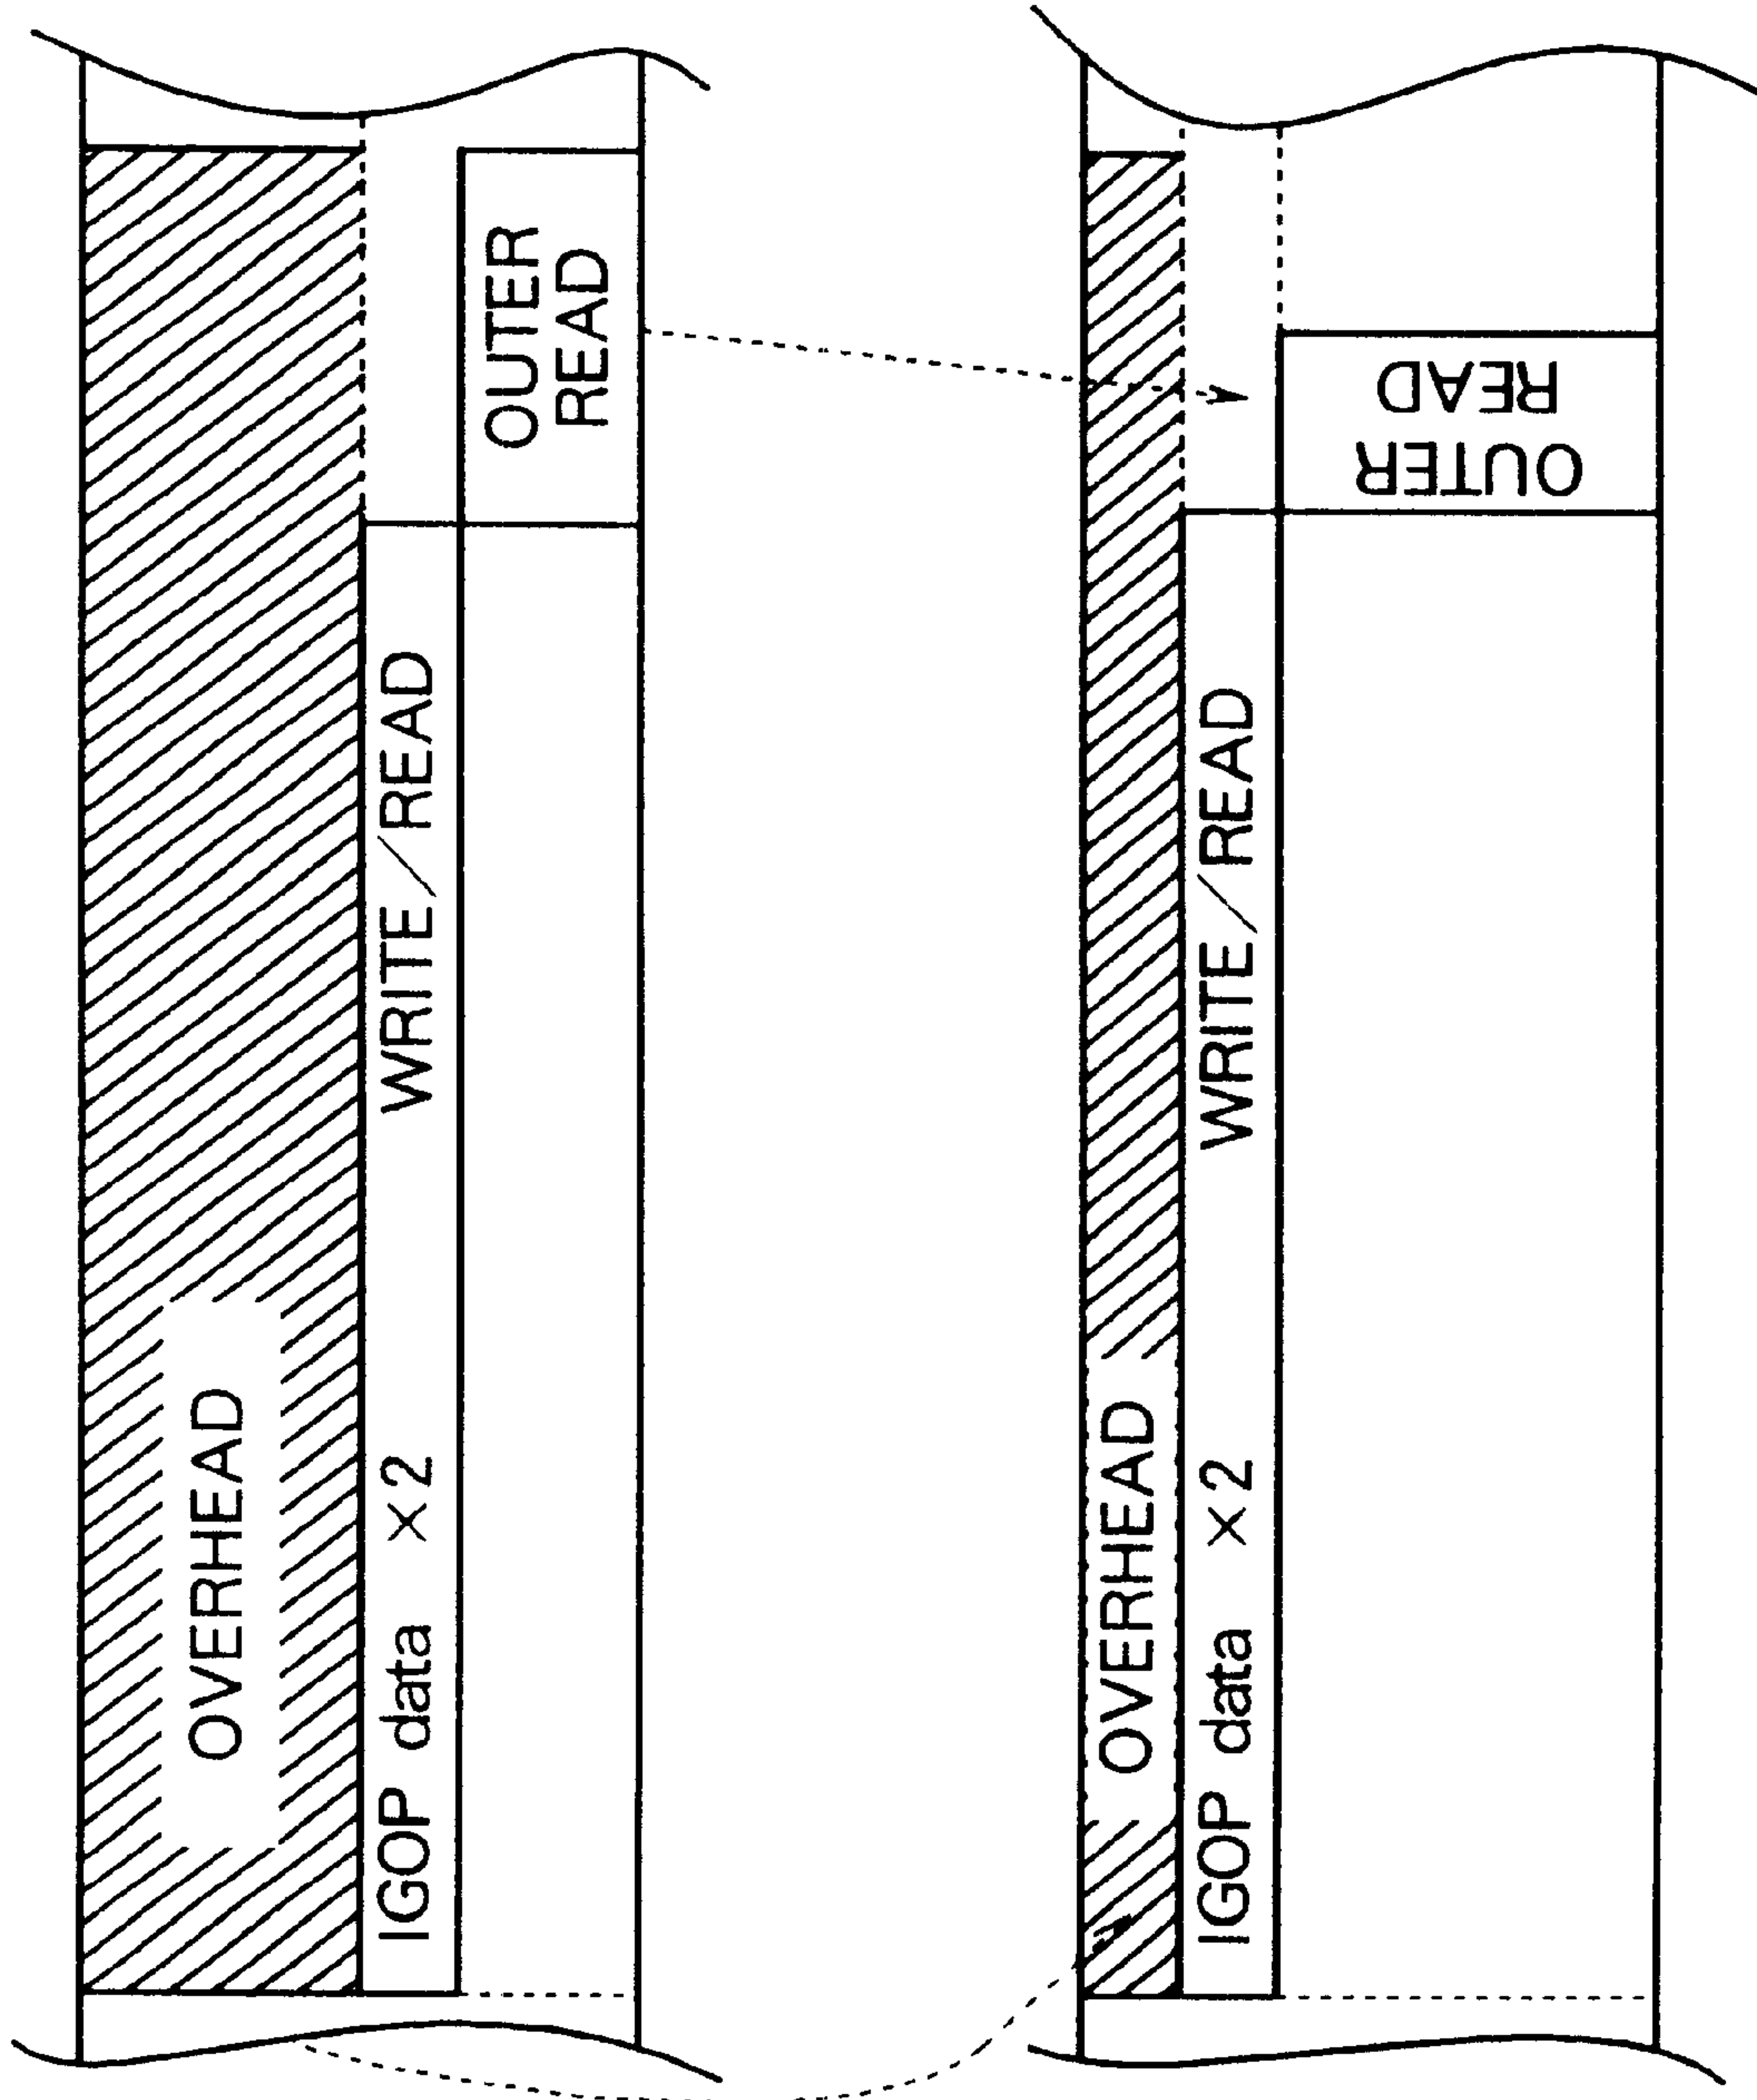 OVERHEAD
IGOP data ×2 WRITE/READ
OUTER
READ
OVERHEAD
IGOP data ×2 WRITE/READ
OUTER
READ